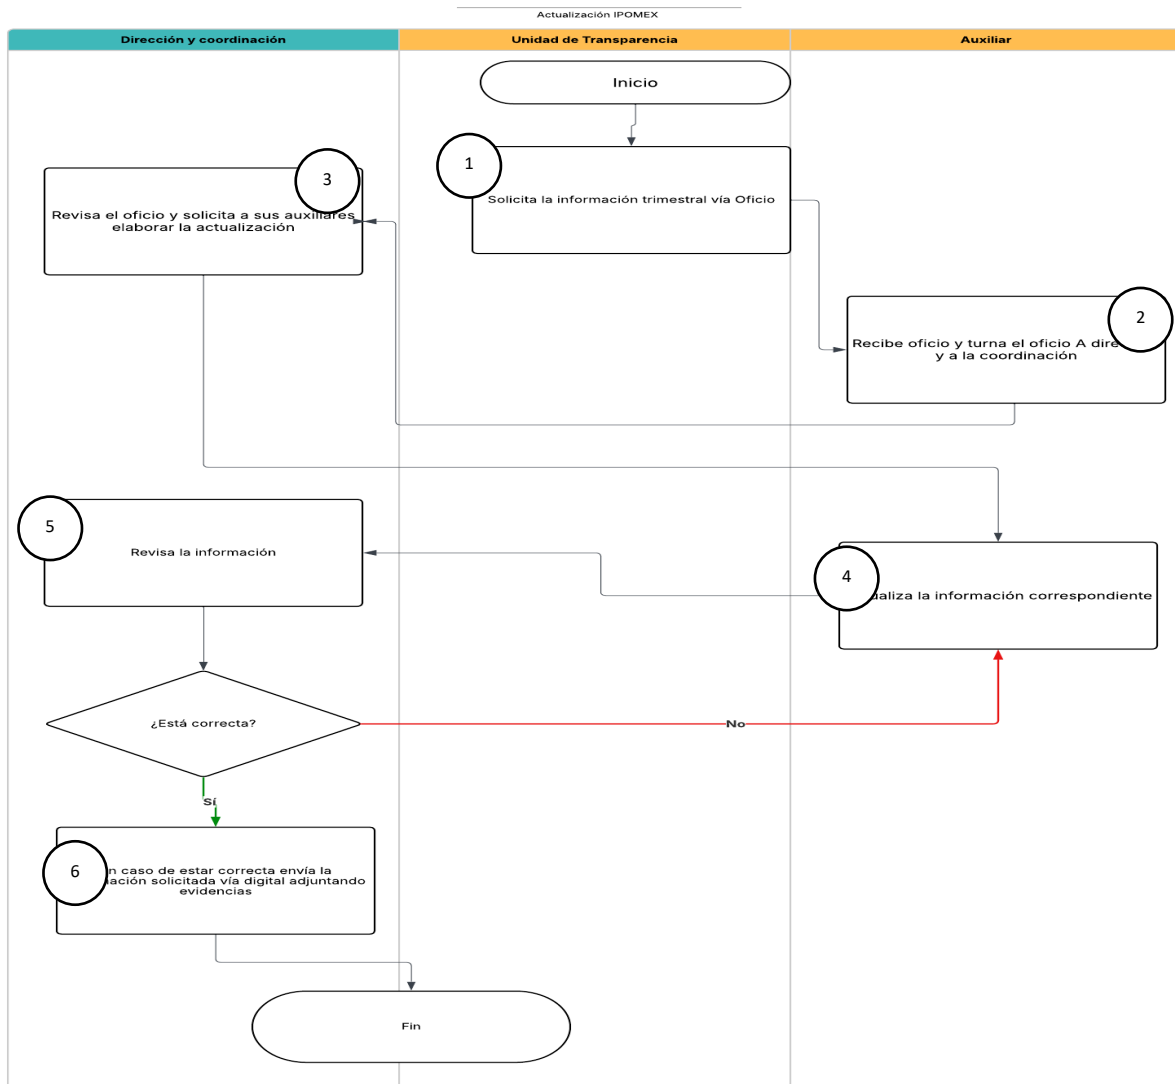 Actualización IPOMEX
Dirección y coordinación
Unidad de Transparencia
Auxiliar
Inicio
1
Solicita la información trimestral vía Oficio
3
Revisa el oficio y solicita a sus auxiliares
elaborar la actualización
2
Recibe oficio y turna el oficio A
y a la coordinación
5
Revisa la información
4
la información correspondiente
¿Está correcta?
No
Sí
6
caso de estar correcta envía la
solicitada vía digital adjuntando
evidencias
Fin